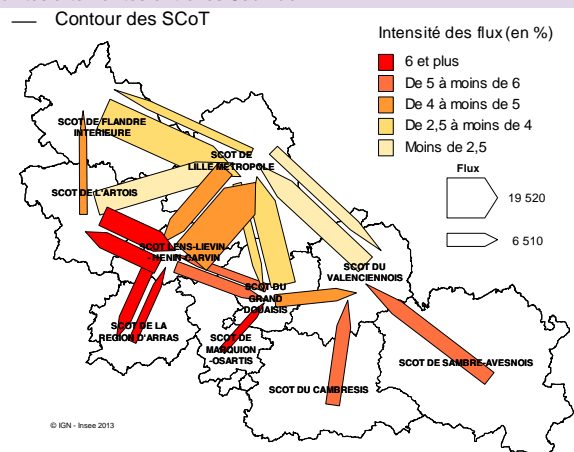 Contour des SCoT
Intensité des flux (en %)
6 et plus
De 5 à moins de 6
De 4 à moins de 5
De 2,5 à moins de 4
Moins de 2,5
Flux
19 520
6 510
SCOT DE FLANDRE
INTERIEURE
SCOT DE
LILLE METROPOLE
SCOT DE L'ARTOIS
SCOT LENS-LIEVIN-
-HENIN-CARVIN
SCOT DU
VALENCIENNOIS
SCOT DU
GRAND
DOUAISIS
SCOT DE LA
REGION D'ARRAS
SCOT DE
MARQUION
-OSARTIS
SCOT DE SAMBRE-AVESNOIS
SCOT DU CAMBRESIS
© IGN - Insee 2013